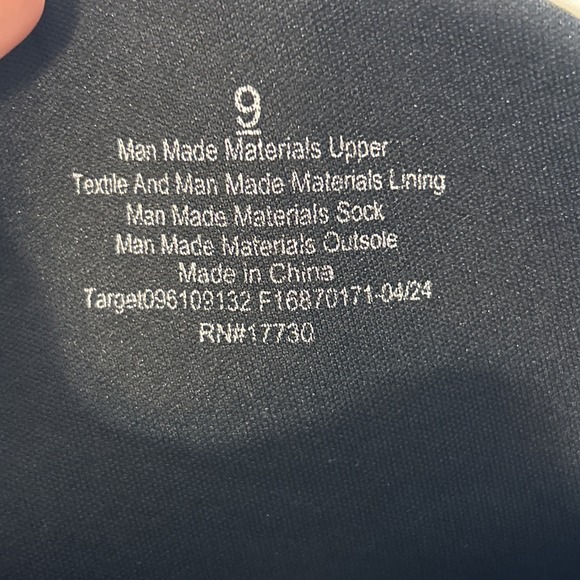 9
Man Made Materials Upper
Textile And Man Made Materials Lining
Man Made Materials Sock
Man Made Materials Outsole
Made in China
Target096109132 F16870171-04/24
RN#17730